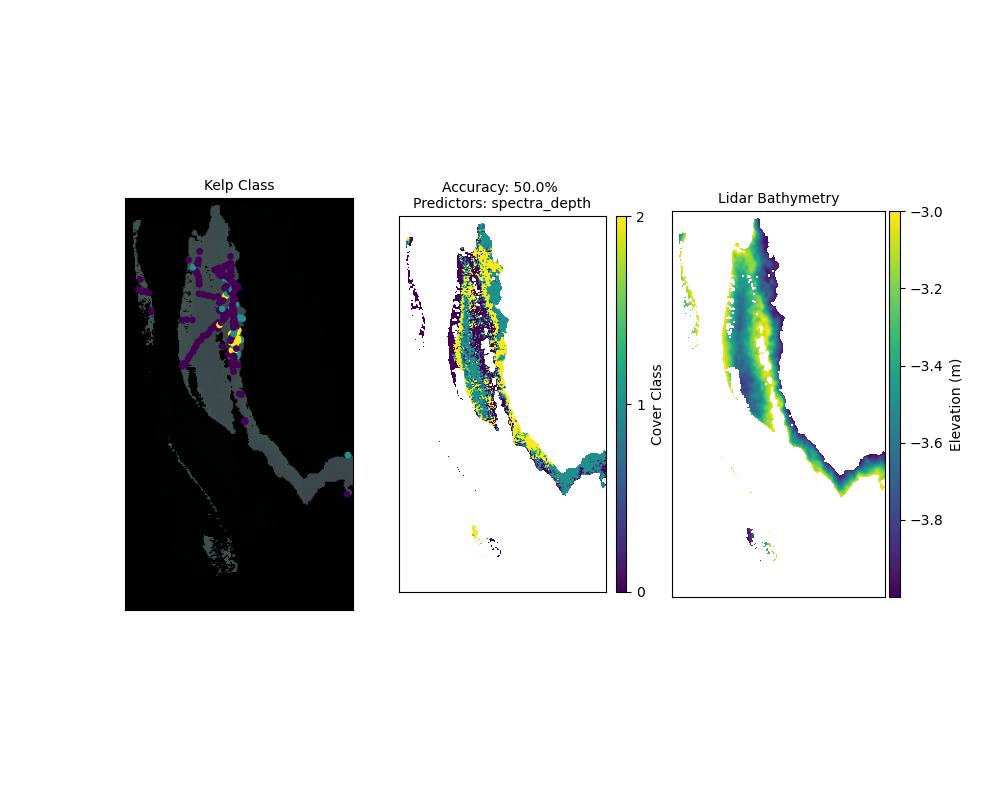 Kelp Class
Accuracy: 50.0%
Predictors: spectra_depth
2
1
0
Cover Class
Lidar Bathymetry
−3.0
−3.2
−3.4
−3.6
−3.8
Elevation (m)